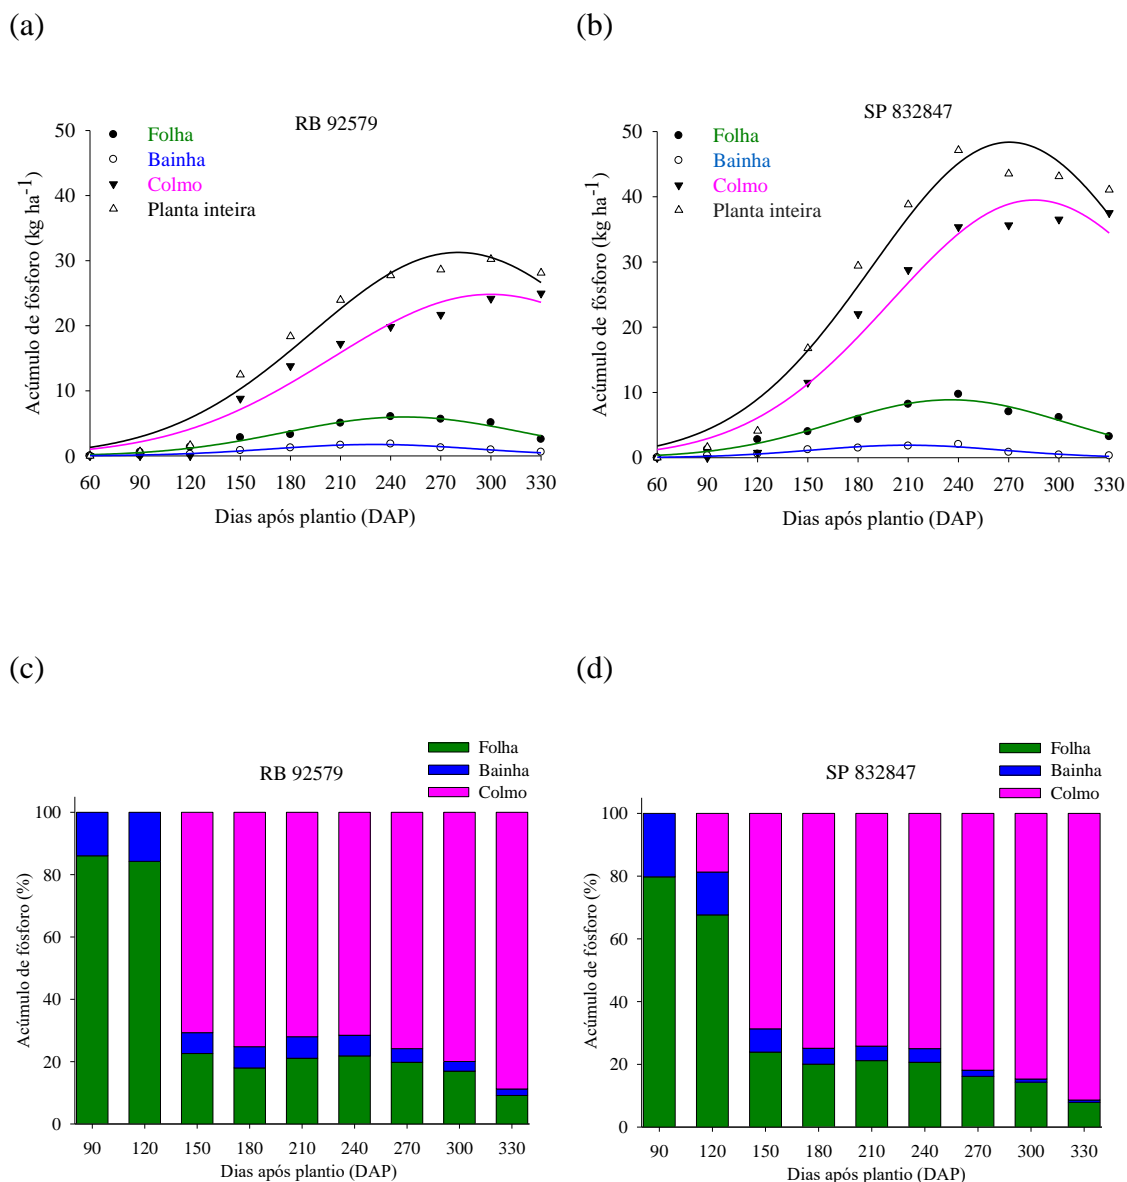 (a)
RB 92579
Folha
Bainha
Colmo
Planta inteira
Acúmulo de fósforo (kg ha⁻¹)
50
40
30
20
10
0
60 90 120 150 180 210 240 270 300 330
Dias após plantio (DAP)
(b)
SP 832847
Folha
Bainha
Colmo
Planta inteira
Acúmulo de fósforo (kg ha⁻¹)
50
40
30
20
10
0
60 90 120 150 180 210 240 270 300 330
Dias após plantio (DAP)
(c)
RB 92579
Folha
Bainha
Colmo
Acúmulo de fósforo (%)
100
80
60
40
20
0
90 120 150 180 210 240 270 300 330
Dias após plantio (DAP)
(d)
SP 832847
Folha
Bainha
Colmo
Acúmulo de fósforo (%)
100
80
60
40
20
0
90 120 150 180 210 240 270 300 330
Dias após plantio (DAP)